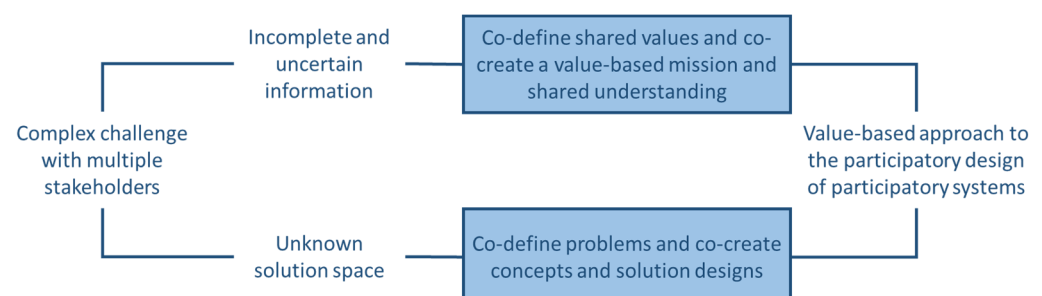 Incomplete and
uncertain
information
Co-define shared values and co-
create a value-based mission and
shared understanding
Complex challenge
with multiple
stakeholders
Value-based approach to
the participatory design
of participatory systems
Unknown
solution space
Co-define problems and co-create
concepts and solution designs